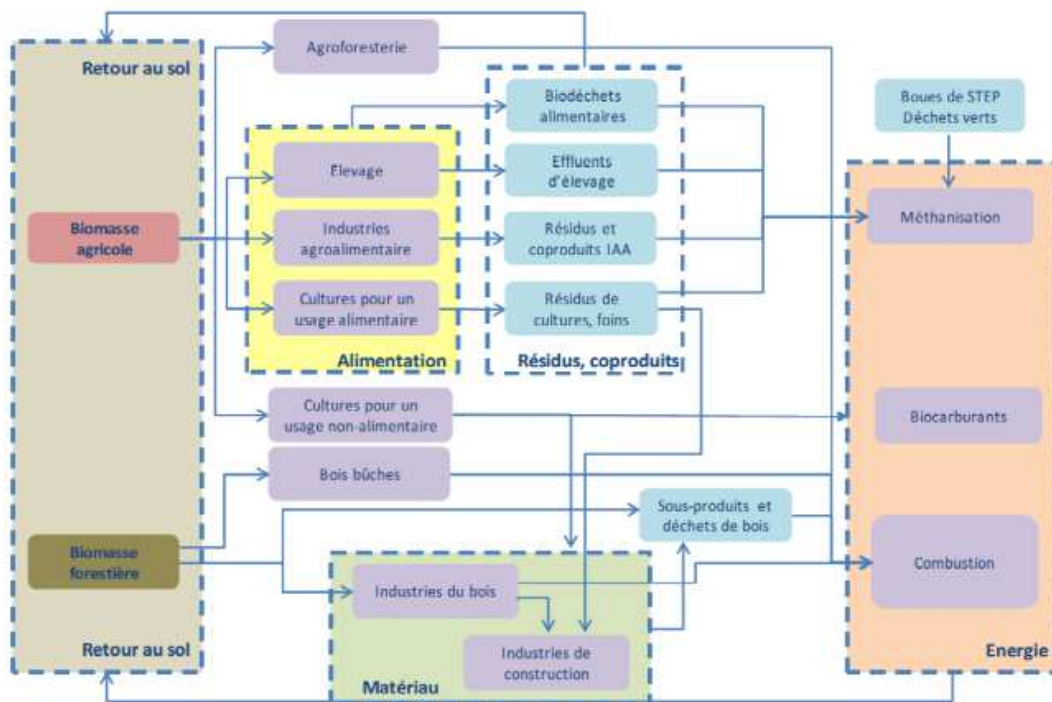 Retour au sol
Agroforesterie
Biodéchets
alimentaires
Boues de STEP
Déchets verts
Elevage
Effluents
d'élevage
Méthanisation
Biomasse
agricole
Industries
agroalimentaire
Résidus et
coproduits IAA
Cultures pour un
usage alimentaire
Résidus de
cultures, foins
Alimentation
Résidus, coproduits
Cultures pour un
usage non-alimentaire
Biocarburants
Bois bûches
Sous-produits et
déchets de bois
Biomasse
forestière
Combustion
Industries du bois
Industries de
construction
Retour au sol
Matériau
Energie